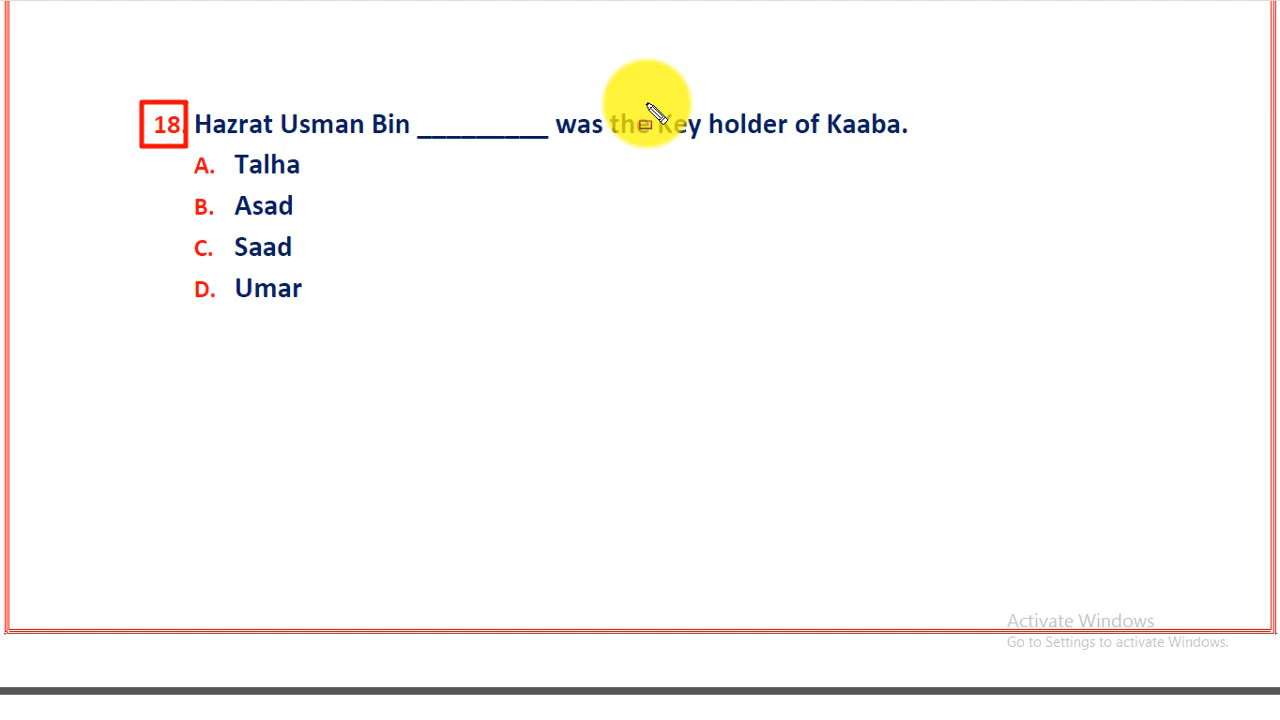 18. Hazrat Usman Bin _________ was the Key holder of Kaaba.
A. Talha
B. Asad
C. Saad
D. Umar
Activate Windows
Go to Settings to activate Windows.